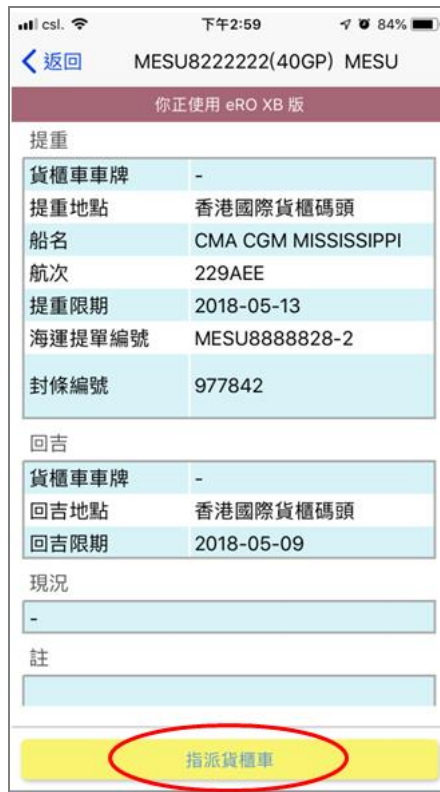 csl. 下午2:59 84%
返回 MESU8222222(40GP) MESU
你正使用 eRO XB 版
提重
貨櫃車車牌 -
提重地點 香港國際貨櫃碼頭
船名 CMA CGM MISSISSIPPI
航次 229AEE
提重限期 2018-05-13
海運提單編號 MESU8888828-2
封條編號 977842
回吉
貨櫃車車牌 -
回吉地點 香港國際貨櫃碼頭
回吉限期 2018-05-09
現況
-
註
指派貨櫃車